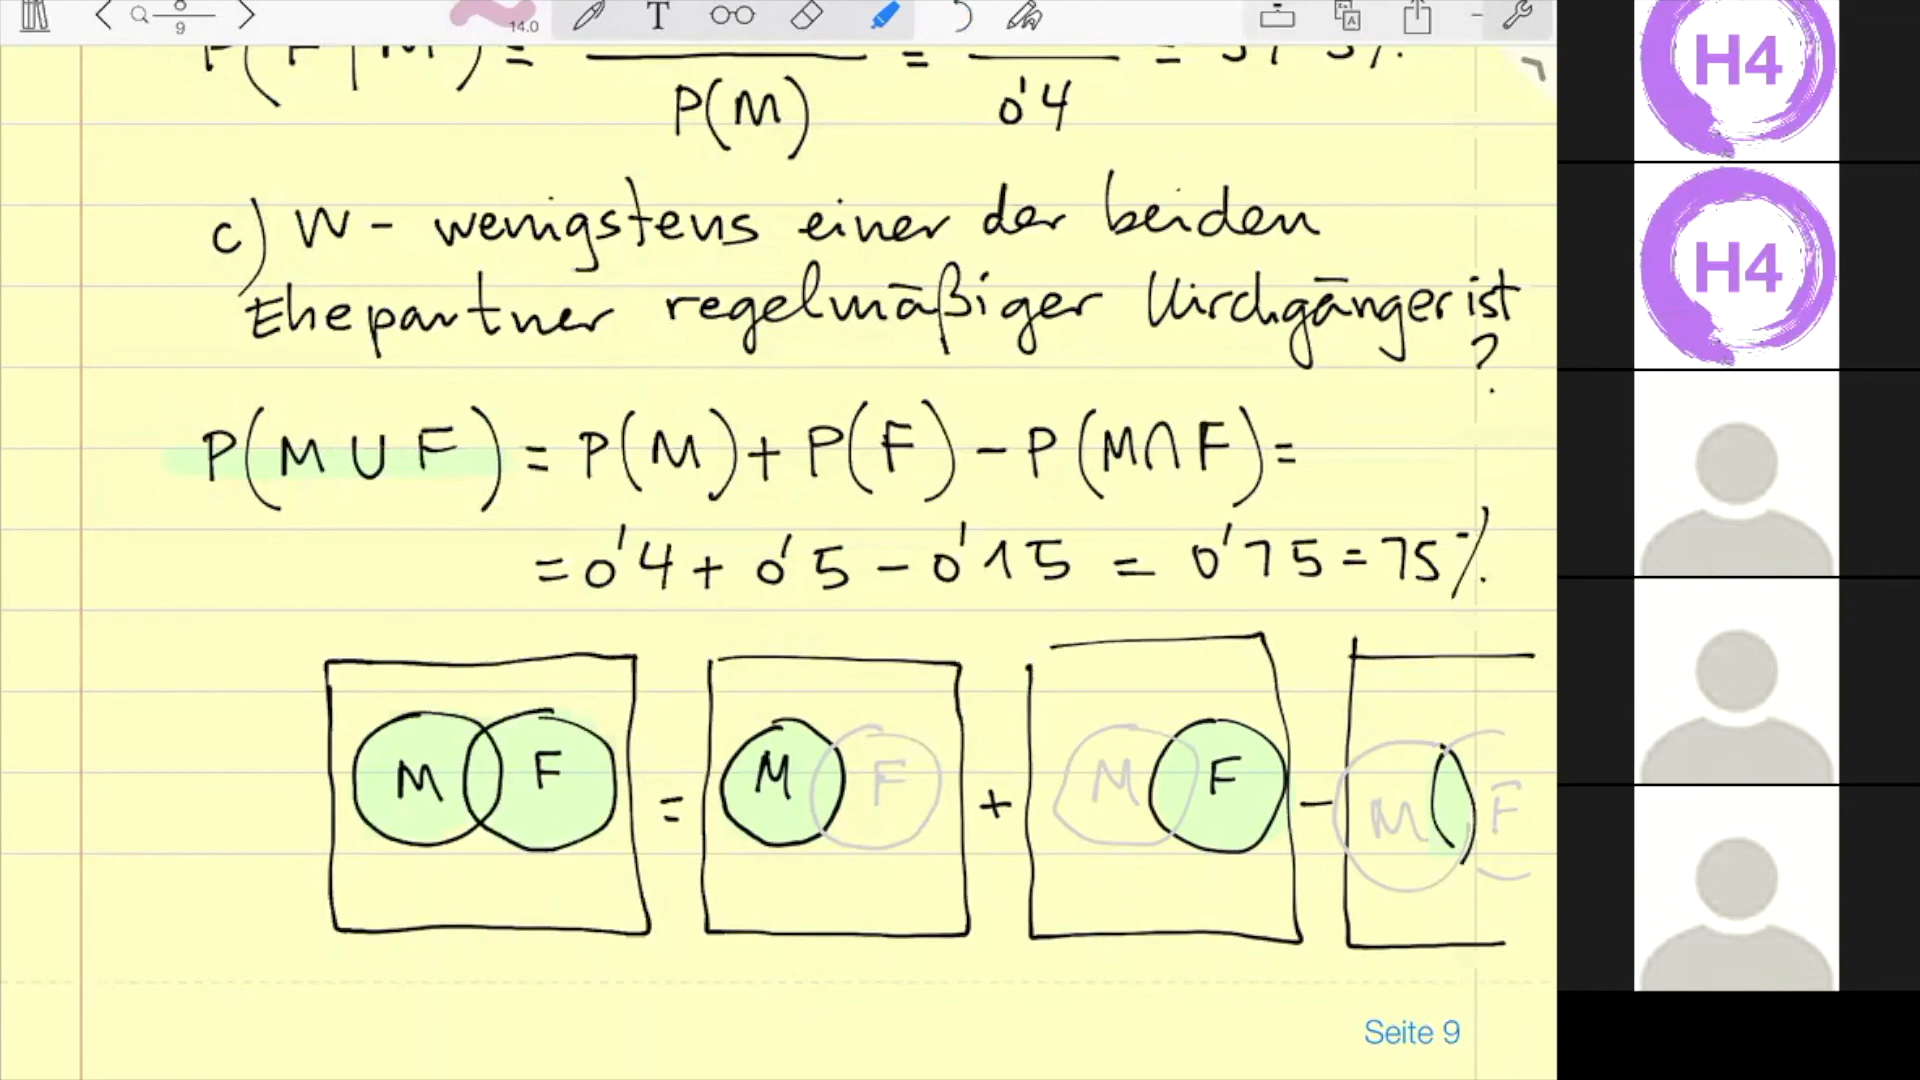 9
14.0
T
P(F|M) =
P(M)
=
0'4
=
c) W- wenigstens einer der beiden
Ehepartner regelmäßiger Kirchgänger ist
?
P(M ∪ F) = P(M) + P(F) - P(M∩F) =
= 0'4 + 0'5 - 0'15 = 0'75 = 75%
M F = M F + M F - M F
Seite 9
H4
H4